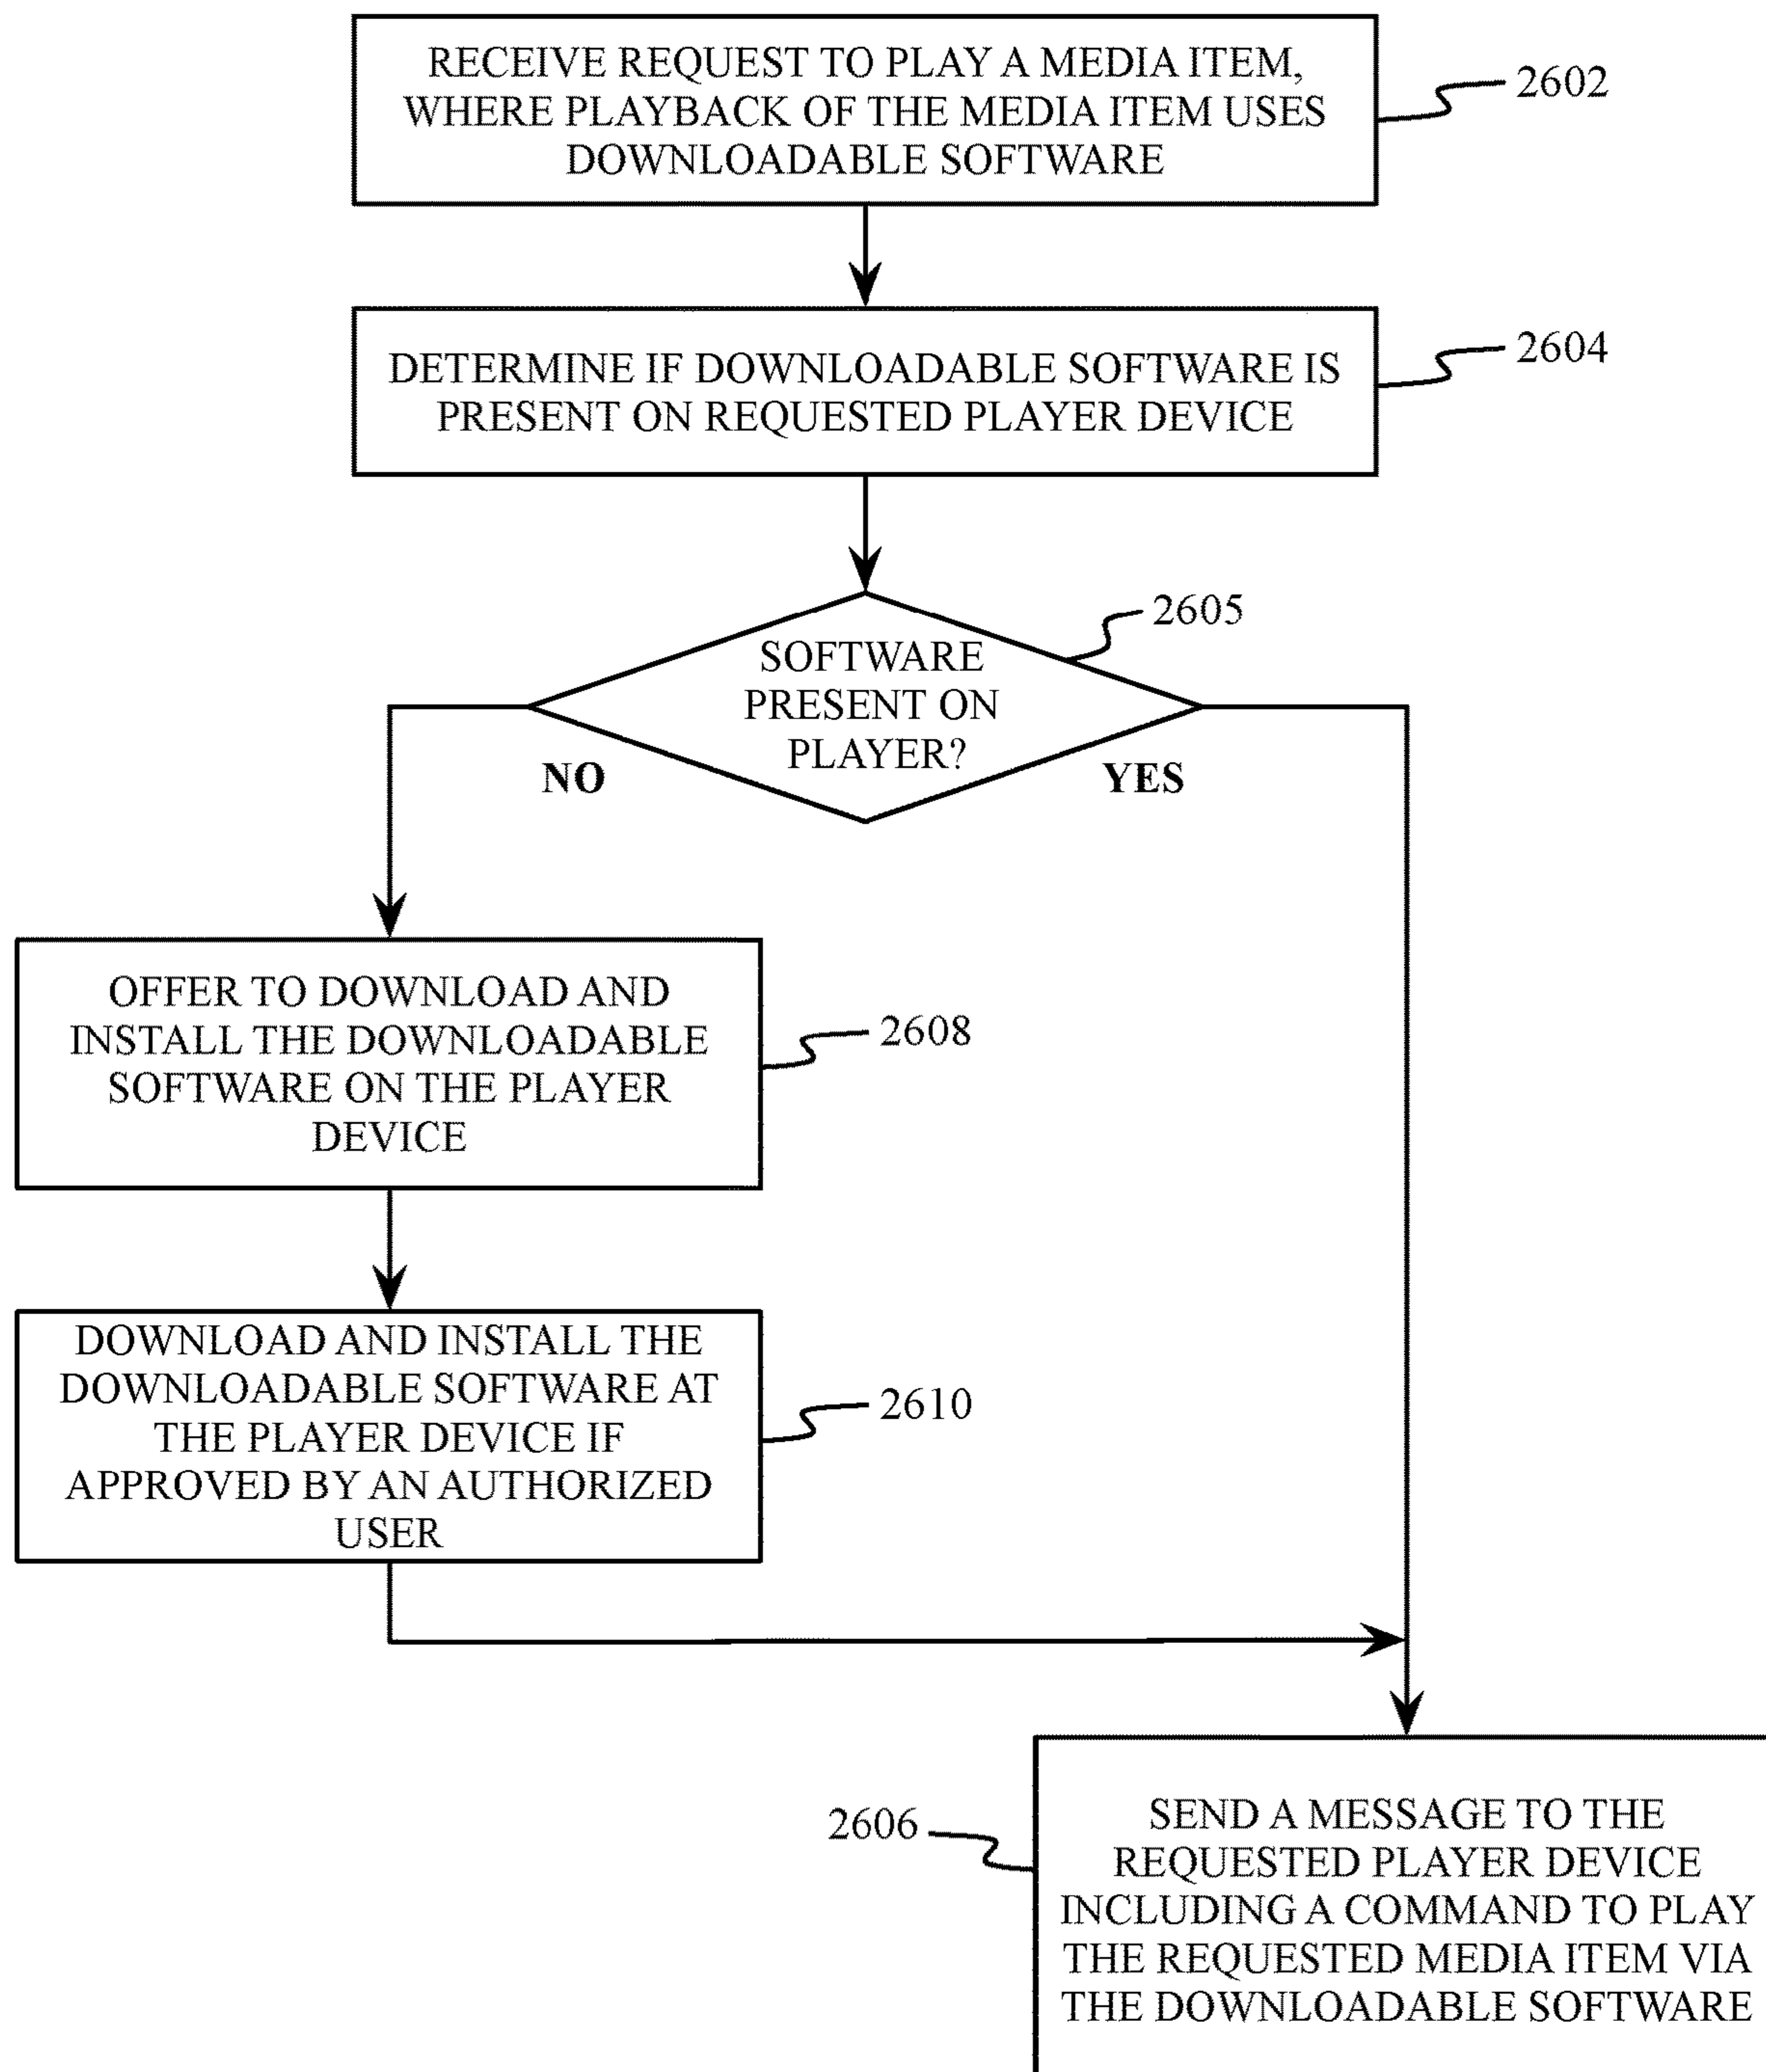 RECEIVE REQUEST TO PLAY A MEDIA ITEM,
WHERE PLAYBACK OF THE MEDIA ITEM USES
DOWNLOADABLE SOFTWARE
2602
DETERMINE IF DOWNLOADABLE SOFTWARE IS
PRESENT ON REQUESTED PLAYER DEVICE
2604
2605
SOFTWARE
PRESENT ON
PLAYER?
NO
YES
OFFER TO DOWNLOAD AND
INSTALL THE DOWNLOADABLE
SOFTWARE ON THE PLAYER
DEVICE
2608
DOWNLOAD AND INSTALL THE
DOWNLOADABLE SOFTWARE AT
THE PLAYER DEVICE IF
APPROVED BY AN AUTHORIZED
USER
2610
2606
SEND A MESSAGE TO THE
REQUESTED PLAYER DEVICE
INCLUDING A COMMAND TO PLAY
THE REQUESTED MEDIA ITEM VIA
THE DOWNLOADABLE SOFTWARE